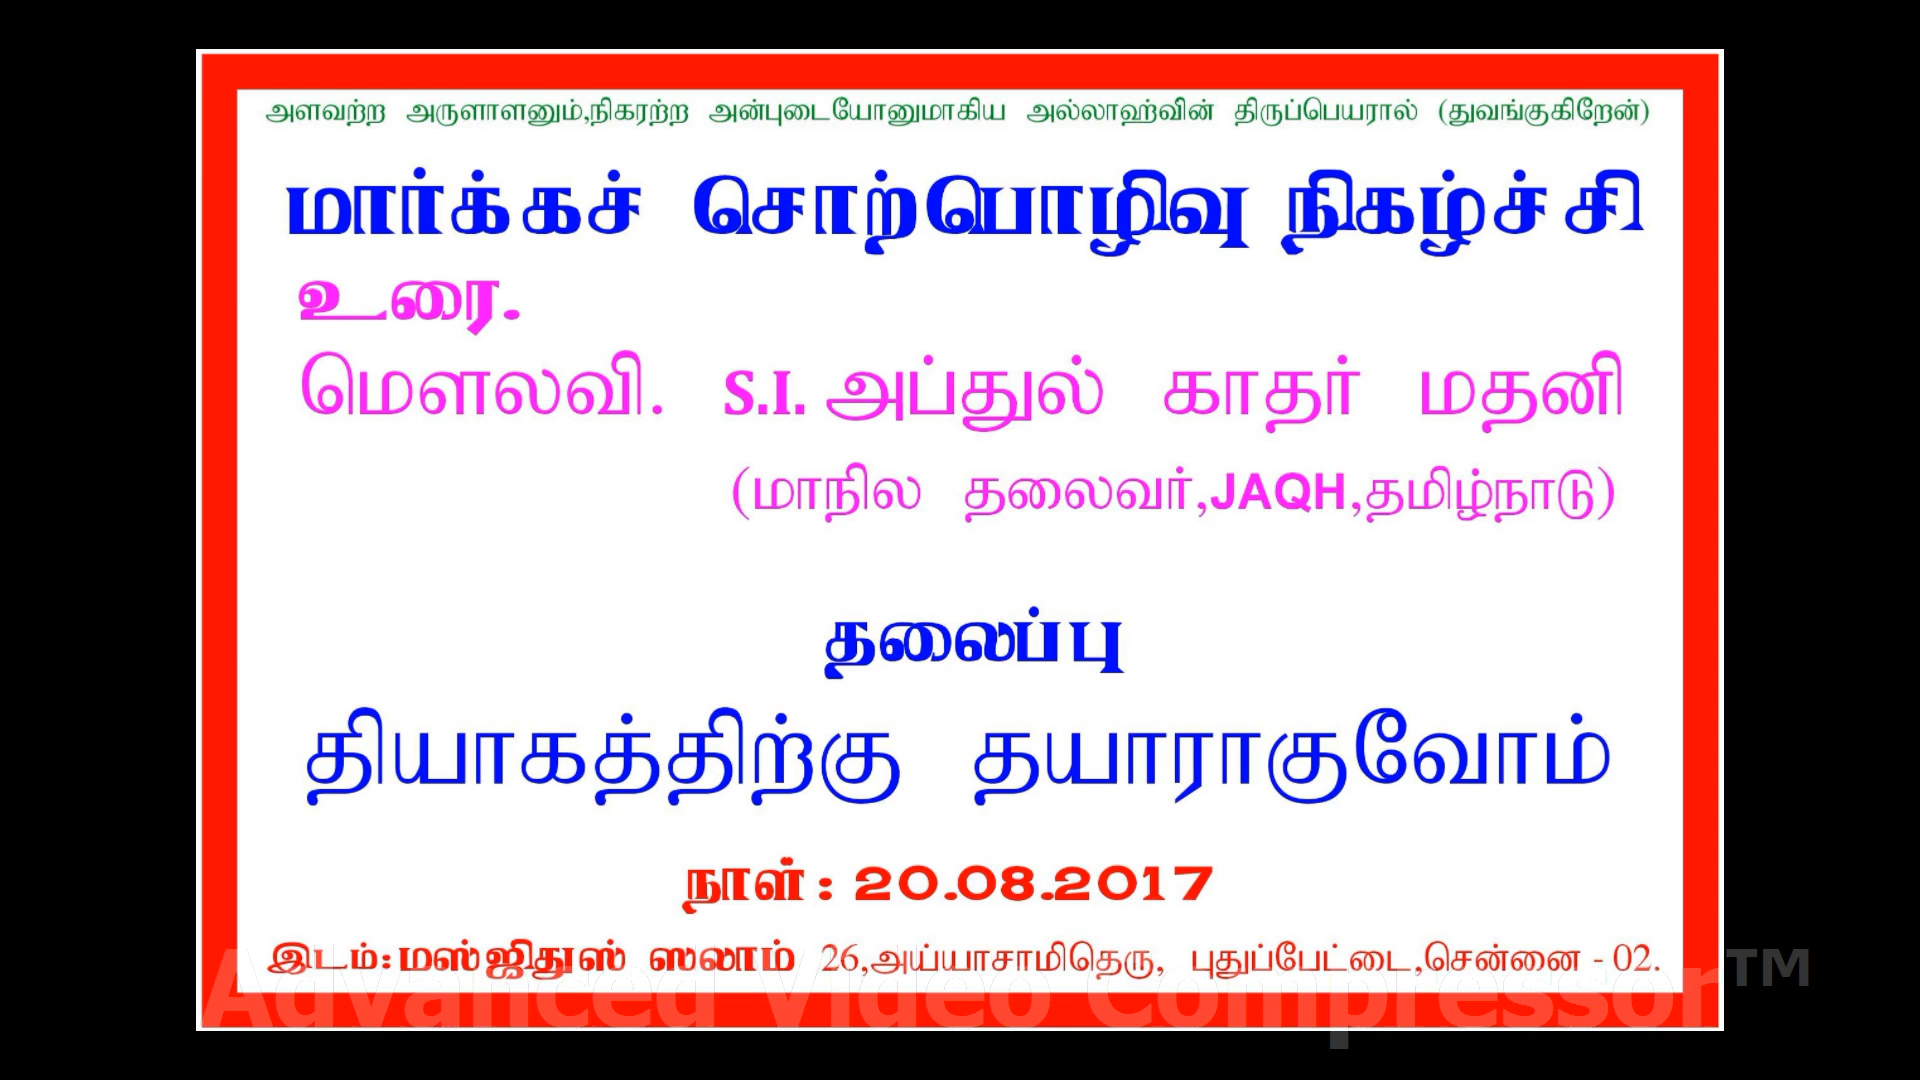 அளவற்ற அருளாளனும்,நிகரற்ற அன்புடையோனுமாகிய அல்லாஹ்வின் திருப்பெயரால் (துவங்குகிறேன்)
மார்க்கச் சொற்பொழிவு நிகழ்ச்சி
உரை.
மௌலவி. S.I. அப்துல் காதர் மதனி
(மாநில தலைவர்,JAQH,தமிழ்நாடு)
தலைப்பு
தியாகத்திற்கு தயாராகுவோம்
நாள் : 20.08.2017
இடம்: மஸ்ஜிதுஸ் ஸலாம் 26,அய்யாசாமிதெரு, புதுப்பேட்டை,சென்னை - 02.
Advanced Video Compressor™